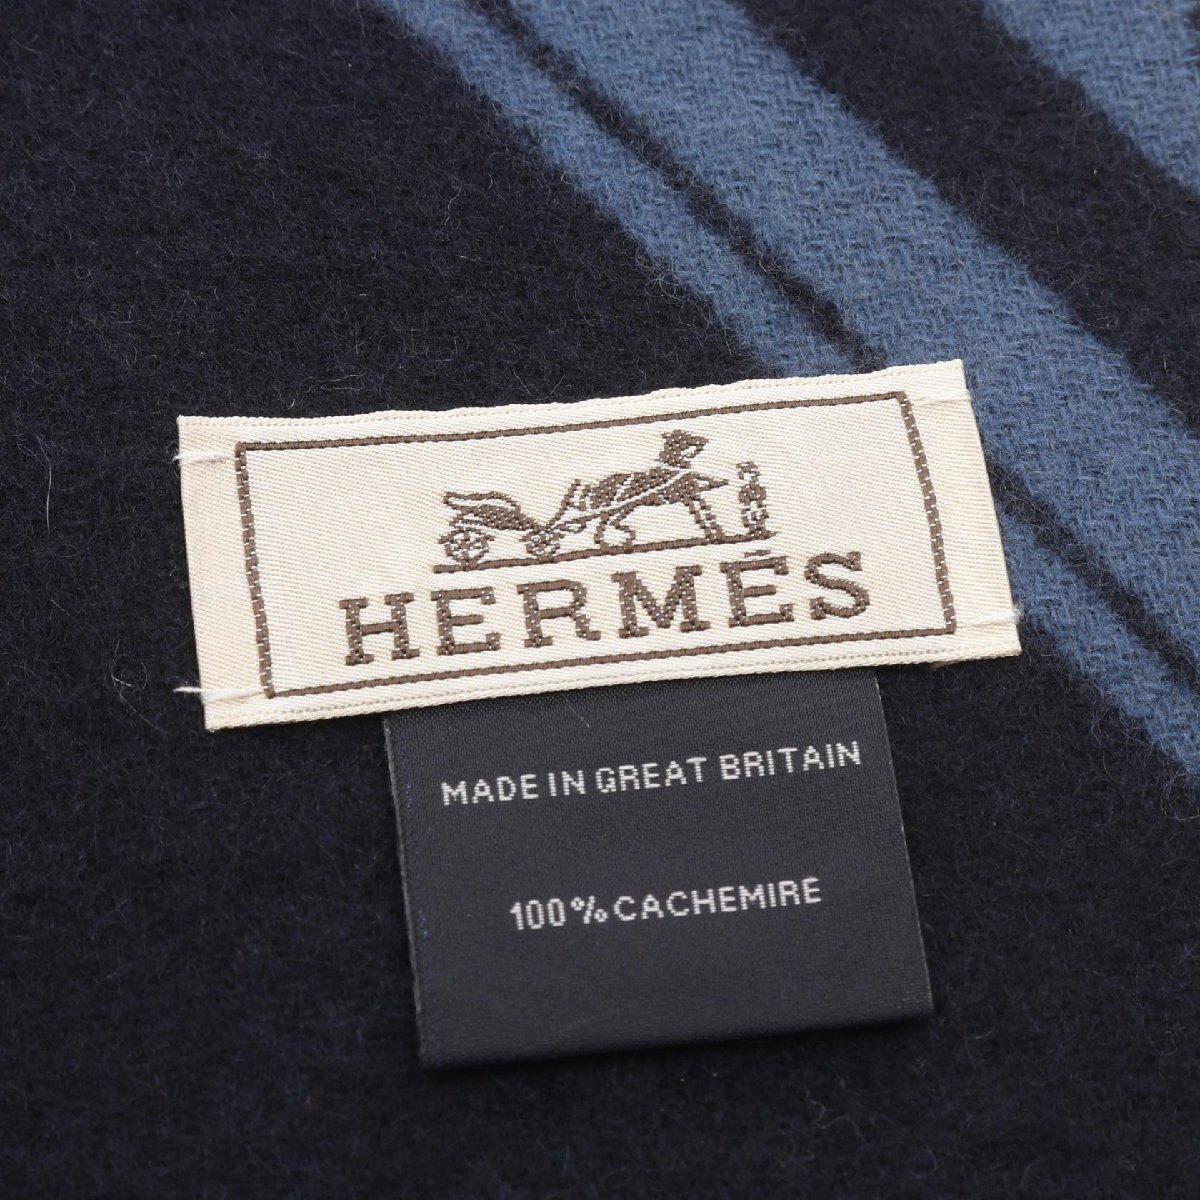 HERMÈS
MADE IN GREAT BRITAIN
100% CACHEMIRE